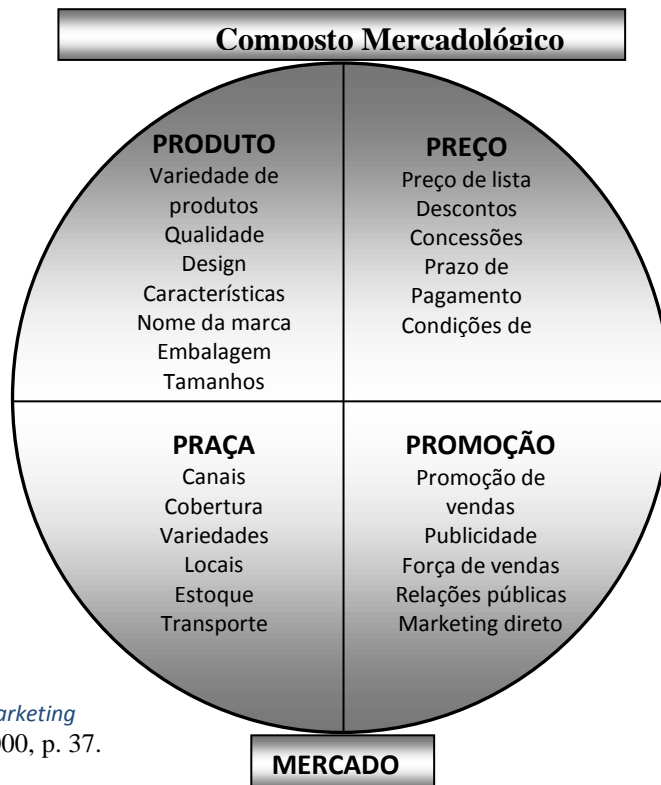 Composto Mercadológico
PRODUTO
Variedade de
produtos
Qualidade
Design
Características
Nome da marca
Embalagem
Tamanhos
PREÇO
Preço de lista
Descontos
Concessões
Prazo de
Pagamento
Condições de
PRAÇA
Canais
Cobertura
Variedades
Locais
Estoque
Transporte
PROMOÇÃO
Promoção de
vendas
Publicidade
Força de vendas
Relações públicas
Marketing direto
arketing
00, p. 37.
MERCADO